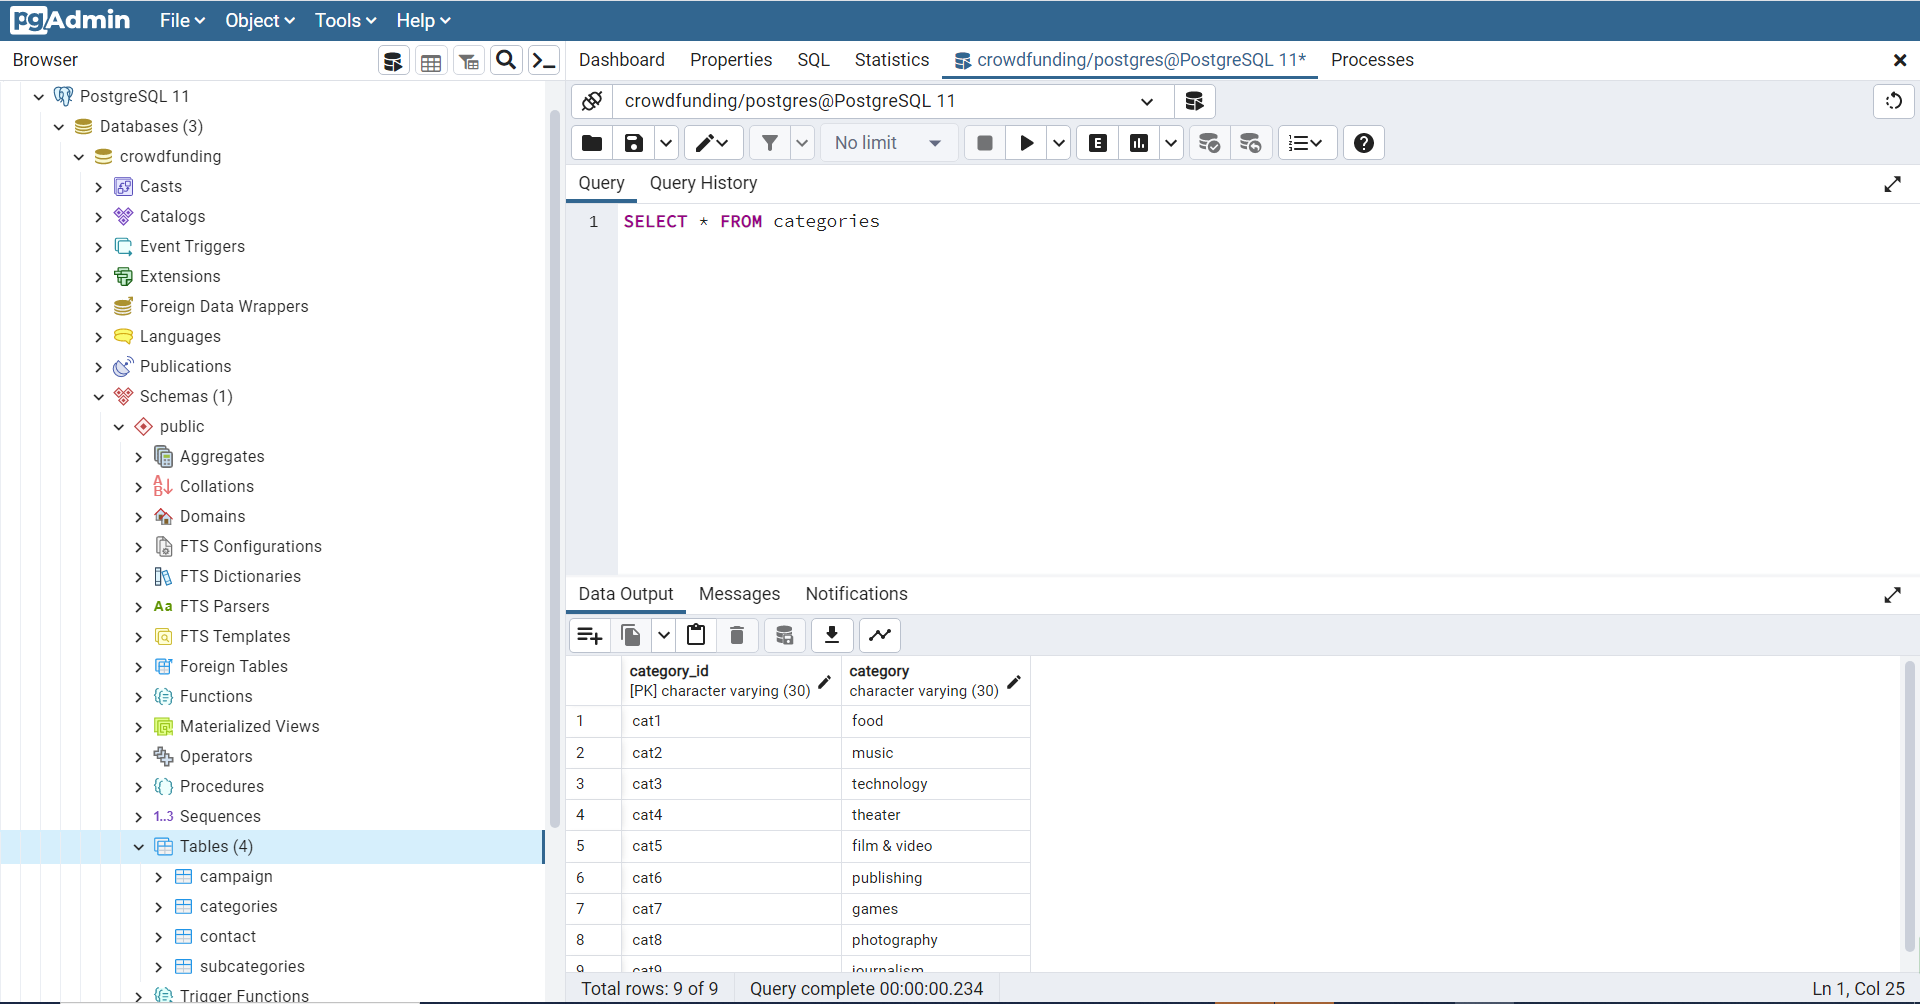 pgAdmin File Object Tools Help
Browser
Dashboard Properties SQL Statistics crowdfunding/postgres@PostgreSQL 11* Processes
PostgreSQL 11
Databases (3)
crowdfunding
Casts
Catalogs
Event Triggers
Extensions
Foreign Data Wrappers
Languages
Publications
Schemas (1)
public
Aggregates
Collations
Domains
FTS Configurations
FTS Dictionaries
Aa FTS Parsers
FTS Templates
Foreign Tables
Functions
Materialized Views
Operators
Procedures
1..3 Sequences
Tables (4)
campaign
categories
contact
subcategories
Trigger Functions
crowdfunding/postgres@PostgreSQL 11
No limit E
Query Query History
1 SELECT * FROM categories
Data Output Messages Notifications
category_id category
[PK] character varying (30) character varying (30)
1 cat1 food
2 cat2 music
3 cat3 technology
4 cat4 theater
5 cat5 film & video
6 cat6 publishing
7 cat7 games
8 cat8 photography
9 cat9 journalism
Total rows: 9 of 9 Query complete 00:00:00.234 Ln 1, Col 25